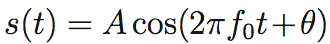 s(t) = A cos(2πf₀t+θ)